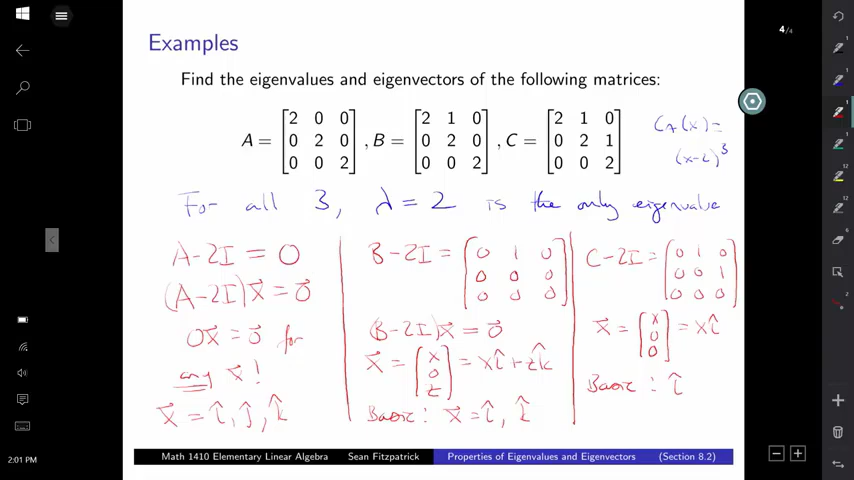 4/4
Examples
Find the eigenvalues and eigenvectors of the following matrices:
A = [2 0 0; 0 2 0; 0 0 2], B = [2 1 0; 0 2 0; 0 0 2], C = [2 1 0; 0 2 1; 0 0 2]
C_A(x) =
(x-2)^3
For all 3, λ = 2 is the only eigenvalue
A-2I = 0
(A-2I)x⃗ = 0⃗
0x⃗ = 0⃗ for
any x⃗!
x⃗ = î, ĵ, k̂
B-2I = [0 1 0; 0 0 0; 0 0 0]
(B-2I)x⃗ = 0⃗
x⃗ = [x; 0; z] = xî + zk̂
Basic: x⃗ = î, k̂
C-2I = [0 1 0; 0 0 1; 0 0 0]
x⃗ = [x; 0; 0] = xî
Basic: î
Math 1410 Elementary Linear Algebra Sean Fitzpatrick Properties of Eigenvalues and Eigenvectors (Section 8.2)
2:01 PM